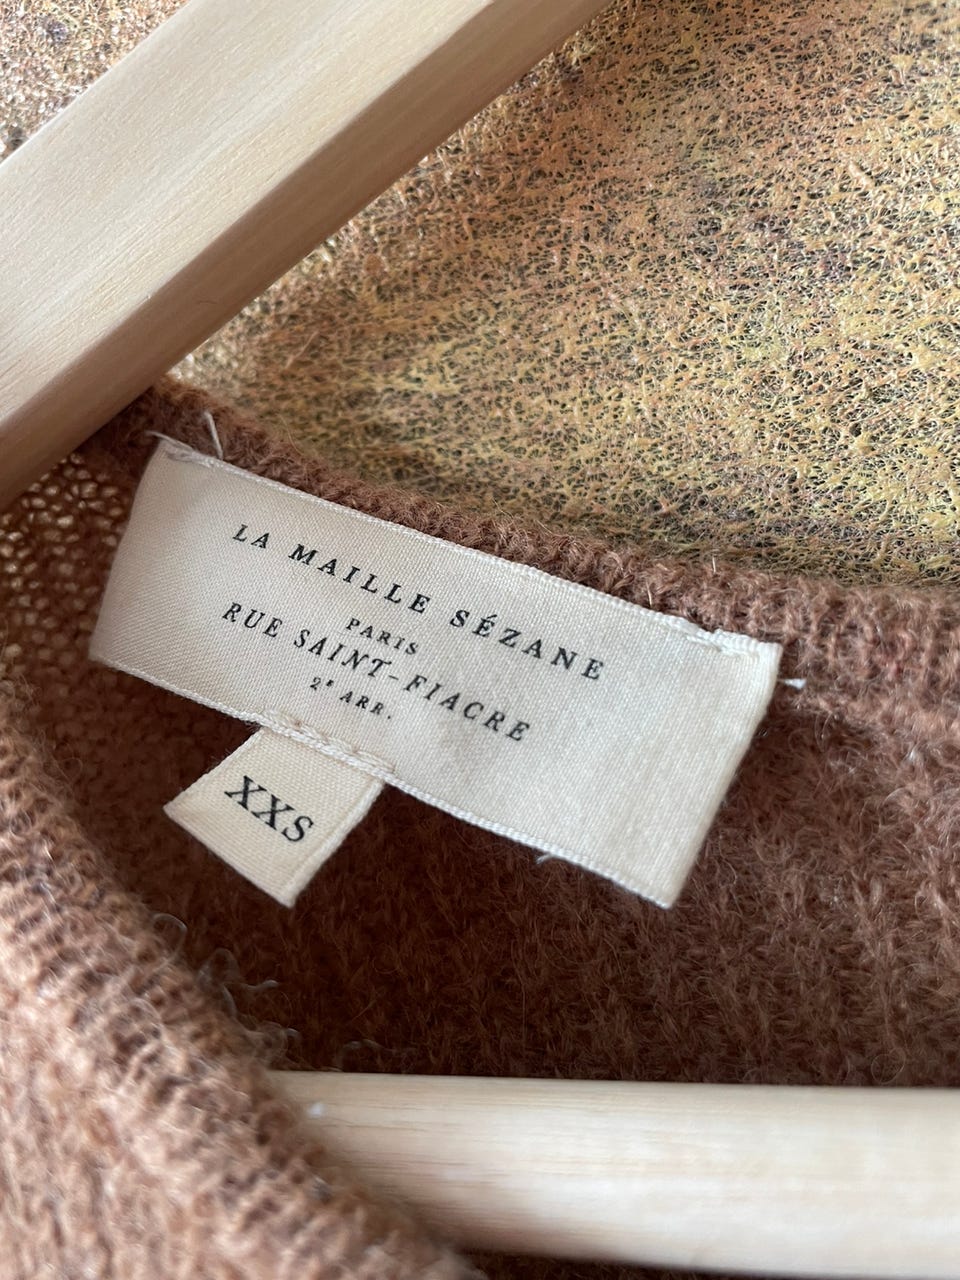 LA MAILLE SÉZANE
PARIS
RUE SAINT-FIACRE
2E ARR.
XXS